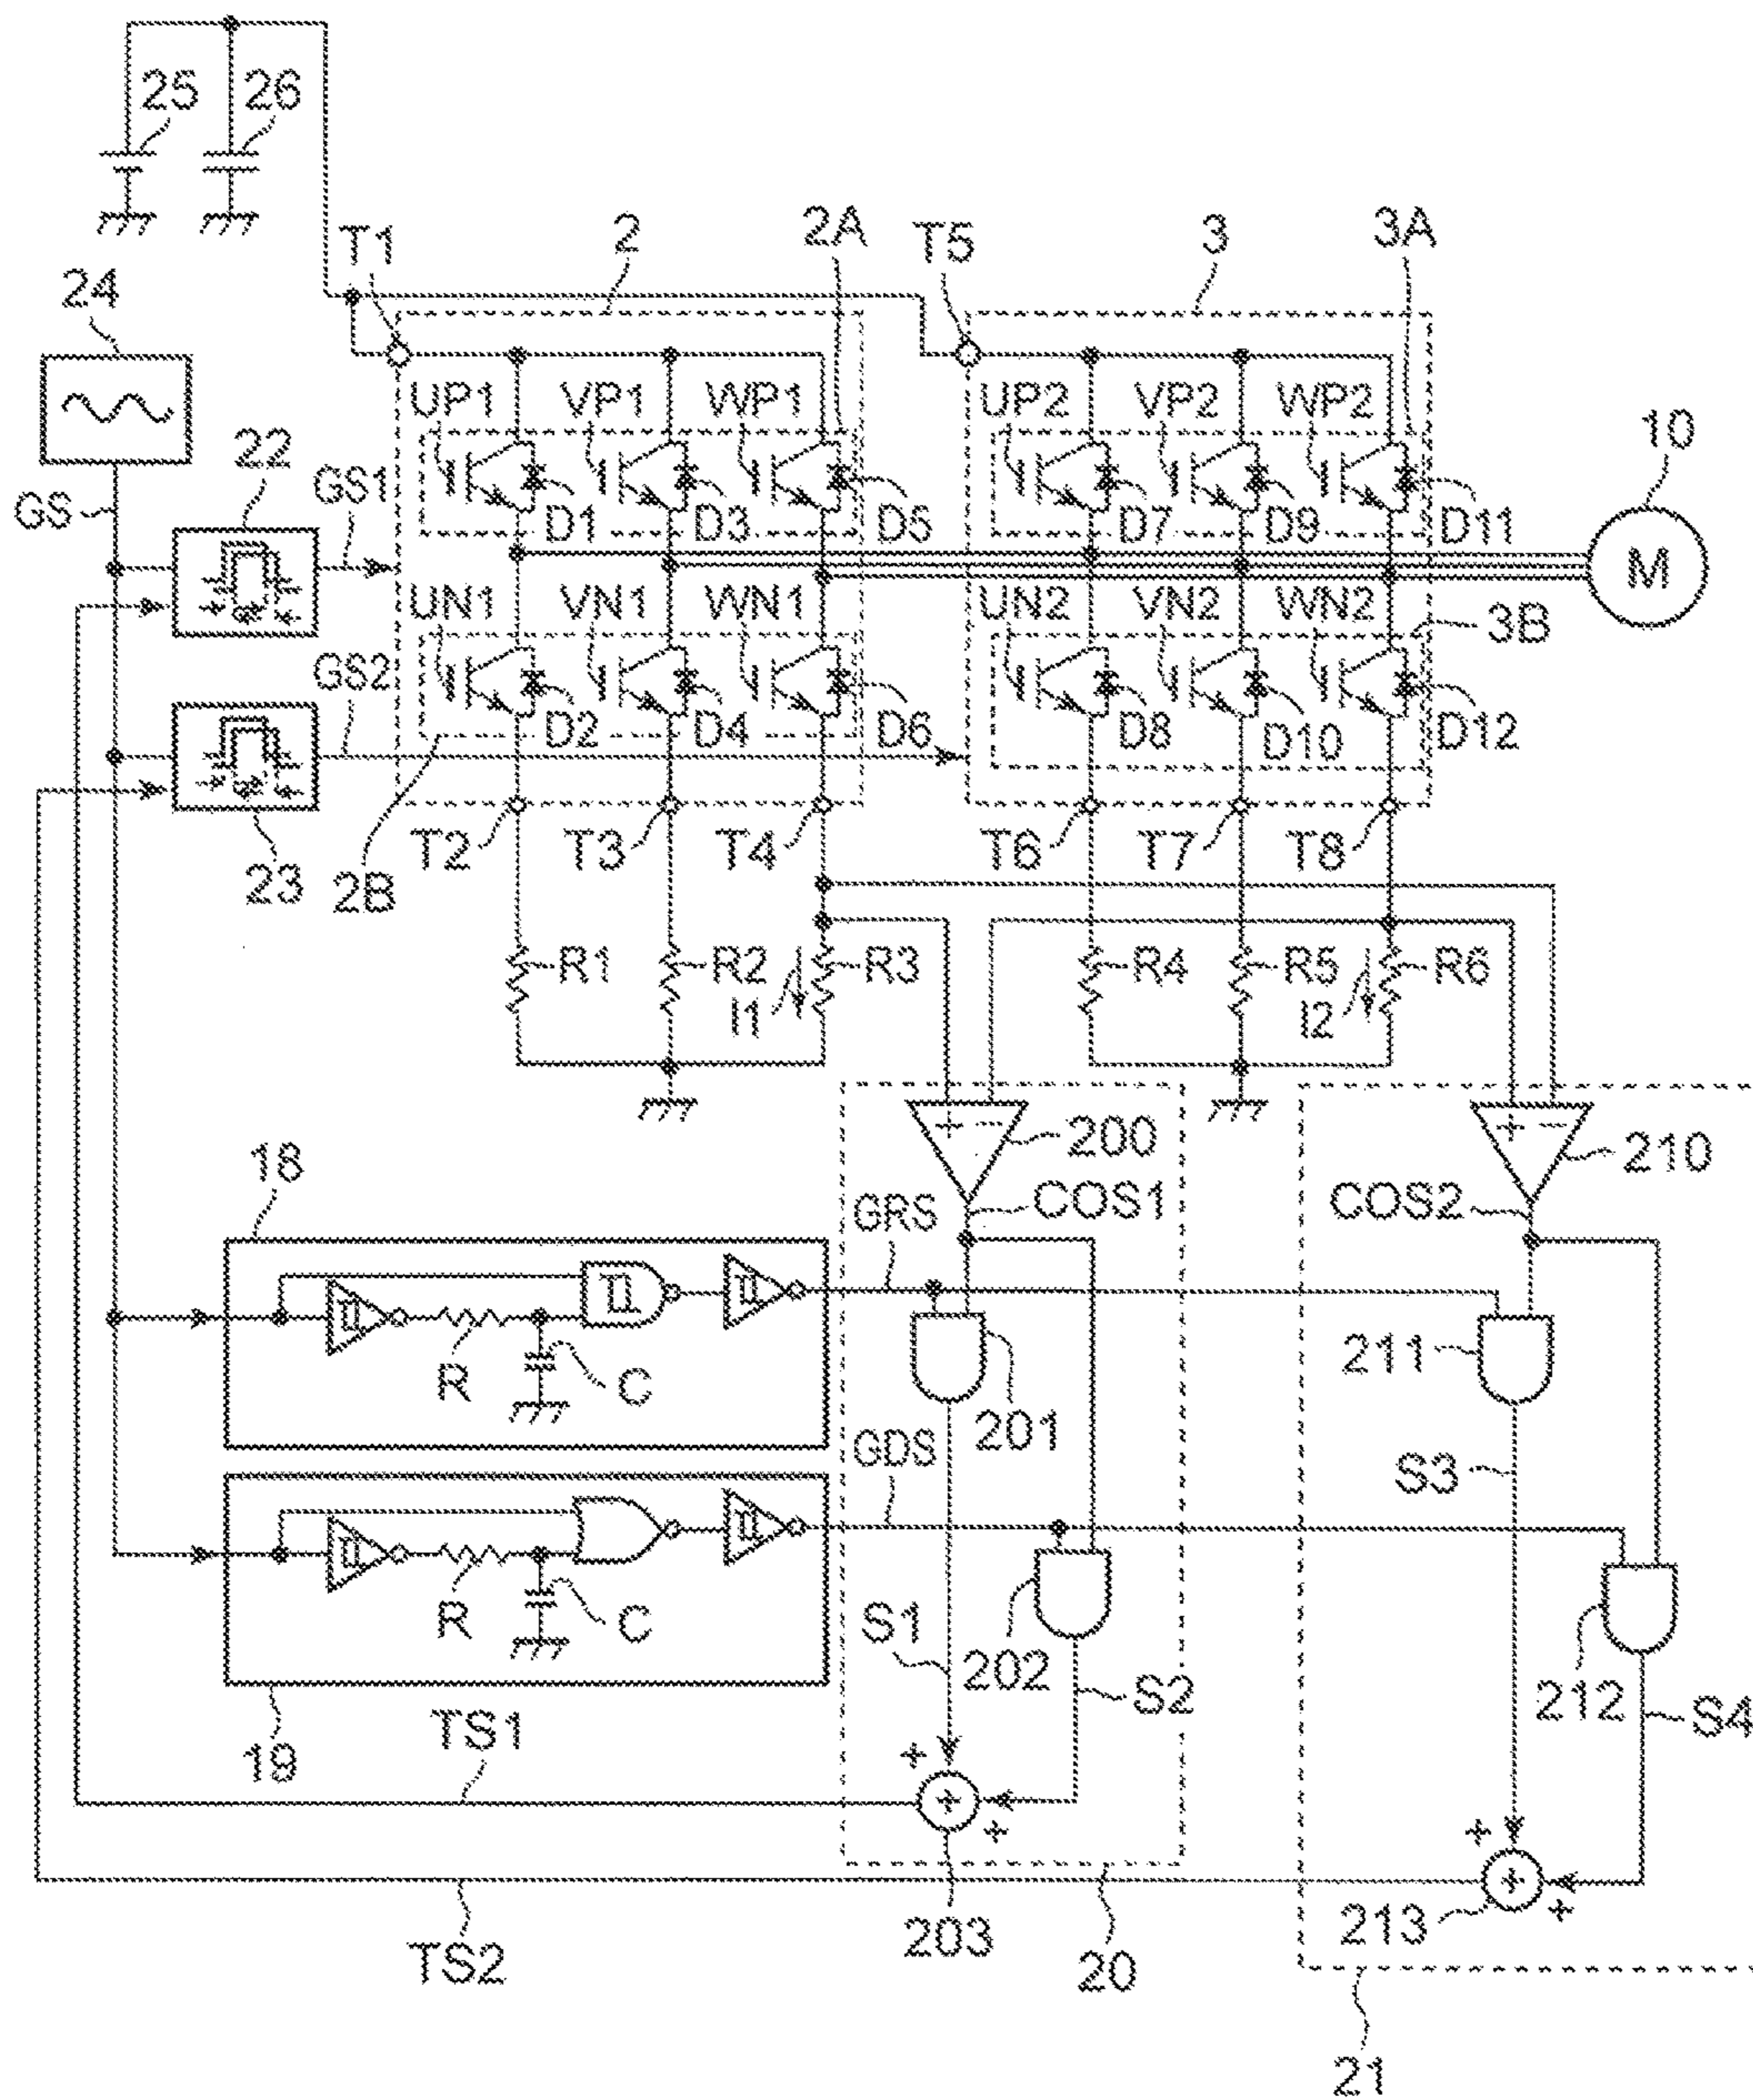 25 26
T1 2 2A T5 3 3A
24
UP1 VP1 WP1 UP2 VP2 WP2
10
22
GS GS1
D1 D3 D5 D7 D9 D11
M
UN1 VN1 WN1 UN2 VN2 WN2
3B
GS2
D2 D4 D6 D8 D10 D12
T2 T3 T4 T6 T7 T8
23 2B
R1 R2 R3 R4 R5 R6
I1 I2
+ − 200 + − 210
18
GRS COS1 COS2
R C
201 211
GDS
S3
R C
S1 202 S2 212 S4
19 TS1
+ + +
+ + +
TS2 203 20 213
21